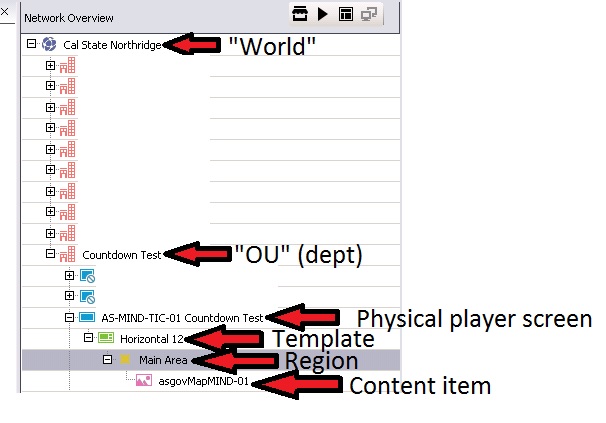 Network Overview
Cal State Northridge "World"
Countdown Test "OU" (dept)
AS-MIND-TIC-01 Countdown Test Physical player screen
Horizontal 12 Template
Main Area Region
asgovMapMIND-01 Content item